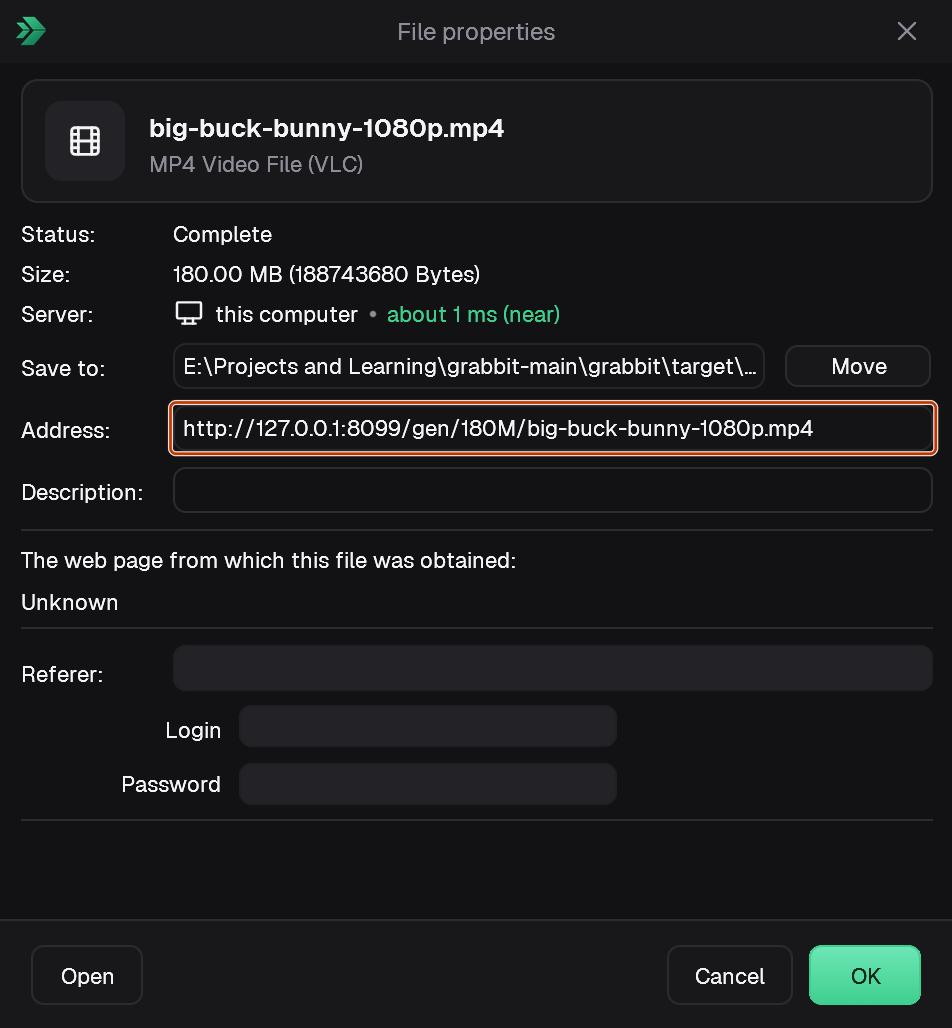 File properties
big-buck-bunny-1080p.mp4
MP4 Video File (VLC)
Status: Complete
Size: 180.00 MB (188743680 Bytes)
Server: this computer • about 1 ms (near)
Save to: E:\Projects and Learning\grabbit-main\grabbit\target\... Move
Address: http://127.0.0.1:8099/gen/180M/big-buck-bunny-1080p.mp4
Description:
The web page from which this file was obtained:
Unknown
Referer:
Login
Password
Open Cancel OK